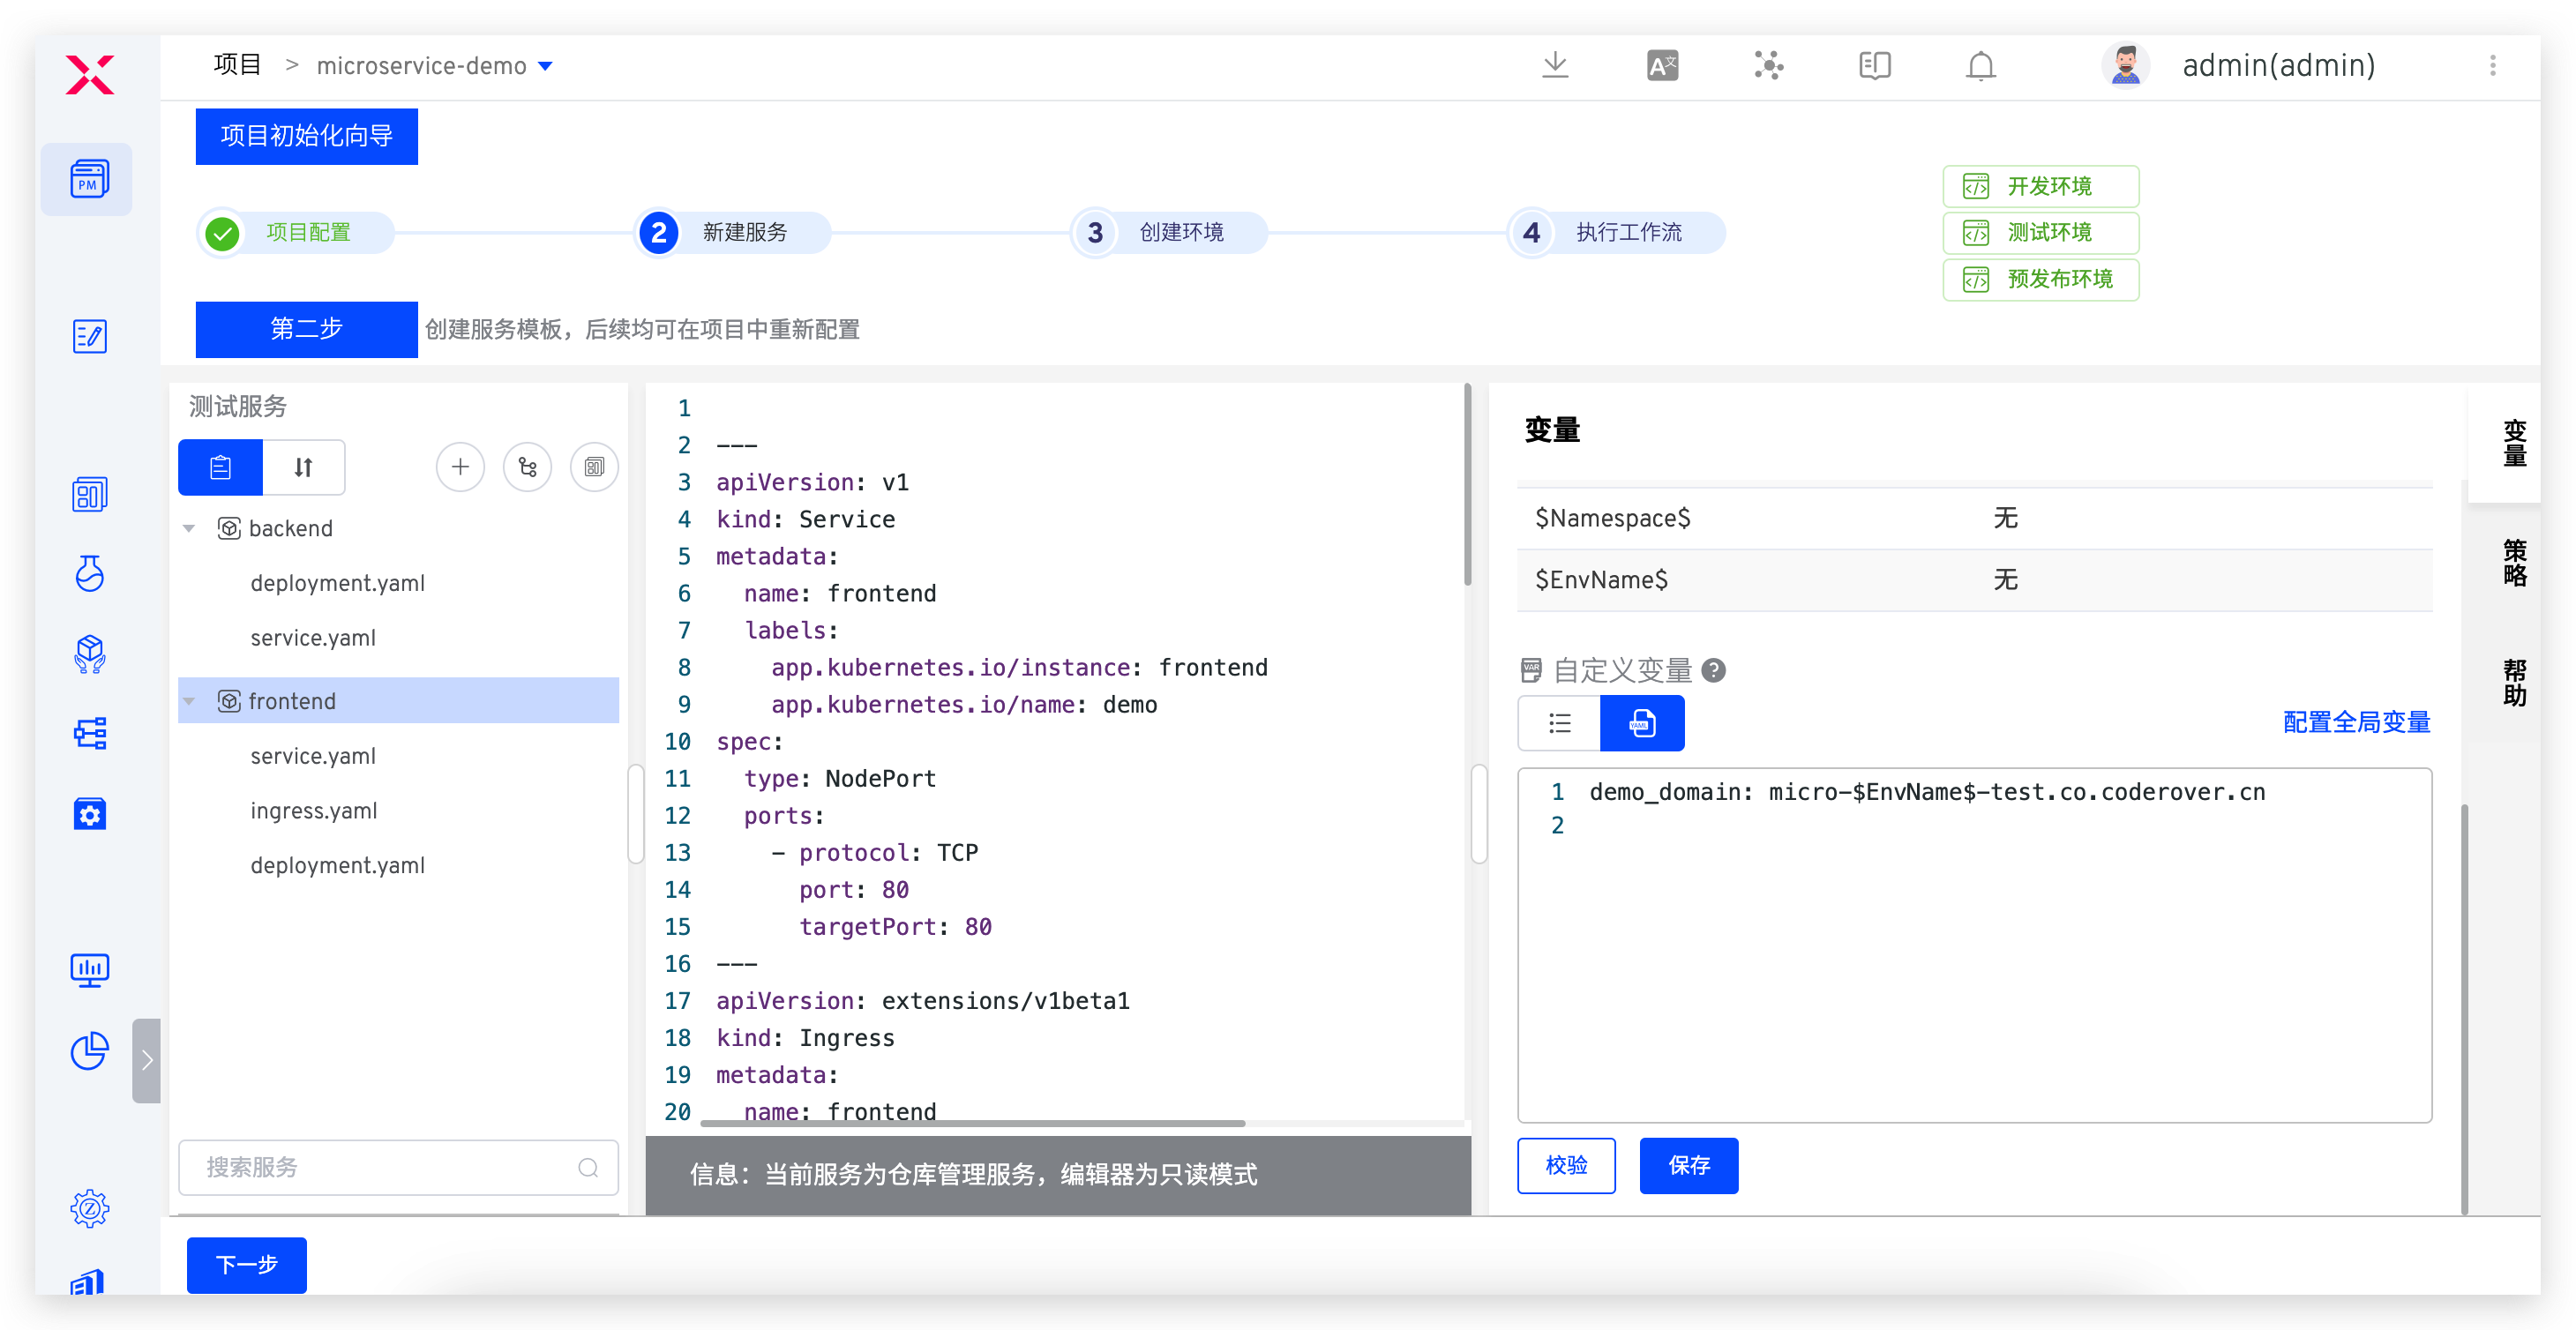 项目 > microservice-demo
admin(admin)
项目初始化向导
项目配置
2 新建服务
3 创建环境
4 执行工作流
开发环境
测试环境
预发布环境
第二步 创建服务模板，后续均可在项目中重新配置
PM
测试服务
backend
deployment.yaml
service.yaml
frontend
service.yaml
ingress.yaml
deployment.yaml
搜索服务
1
2 ---
3 apiVersion: v1
4 kind: Service
5 metadata:
6   name: frontend
7   labels:
8     app.kubernetes.io/instance: frontend
9     app.kubernetes.io/name: demo
10 spec:
11   type: NodePort
12   ports:
13     - protocol: TCP
14       port: 80
15       targetPort: 80
16 ---
17 apiVersion: extensions/v1beta1
18 kind: Ingress
19 metadata:
20   name: frontend
信息：当前服务为仓库管理服务，编辑器为只读模式
变量
$Namespace$ 无
$EnvName$ 无
VAR 自定义变量 ?
YAML
配置全局变量
1 demo_domain: micro-$EnvName$-test.co.coderover.cn
2
校验 保存
变量
策略
帮助
下一步